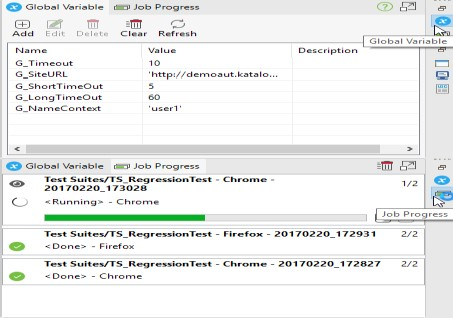 Global Variable Job Progress
Add Edit Delete Clear Refresh
Global Variable
Name Value Description
G_Timeout 10
G_SiteURL 'http://demoaut.katalo...
G_ShortTimeOut 5
G_LongTimeOut 60
G_NameContext 'user1'
Global Variable Job Progress
Test Suites/TS_RegressionTest - Chrome -
20170220_173028
1/2
<Running> - Chrome
Job Progress
Test Suites/TS_RegressionTest - Firefox - 20170220_172931 2/2
<Done> - Firefox
Test Suites/TS_RegressionTest - Chrome - 20170220_172827 2/2
<Done> - Chrome